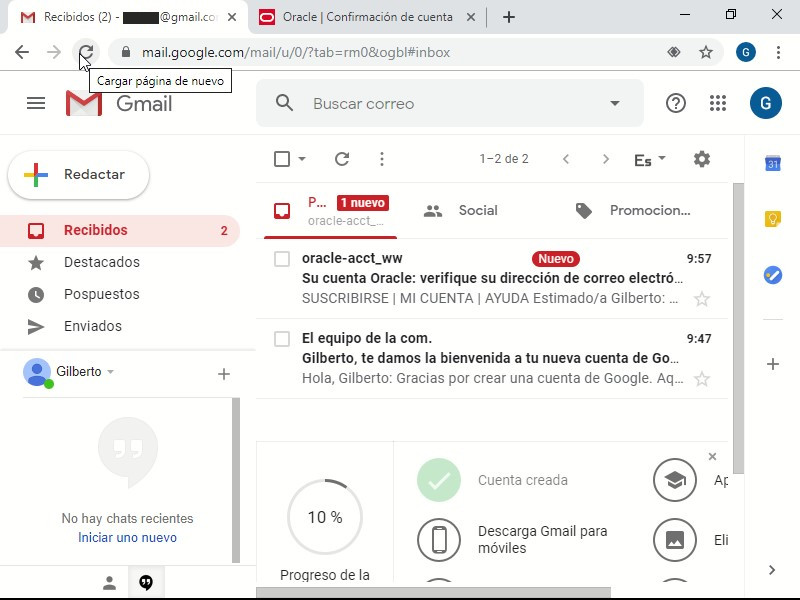 Recibidos (2) - @gmail.co
Oracle | Confirmación de cuenta
mail.google.com/mail/u/0/?tab=rm0&ogbl#inbox
G
Cargar página de nuevo
Gmail
Buscar correo
G
Redactar
1–2 de 2
Es
31
P...
1 nuevo
oracle-acct_...
Social
Promocion...
Recibidos
2
Destacados
Pospuestos
Enviados
oracle-acct_ww
Nuevo
9:57
Su cuenta Oracle: verifique su dirección de correo electró...
SUSCRIBIRSE | MI CUENTA | AYUDA Estimado/a Gilberto: ...
El equipo de la com.
9:47
Gilberto, te damos la bienvenida a tu nueva cuenta de Go...
Hola, Gilberto: Gracias por crear una cuenta de Google. Aq...
Gilberto
No hay chats recientes
Iniciar uno nuevo
10 %
Progreso de la
Cuenta creada
Descarga Gmail para
móviles
Ap
Eli